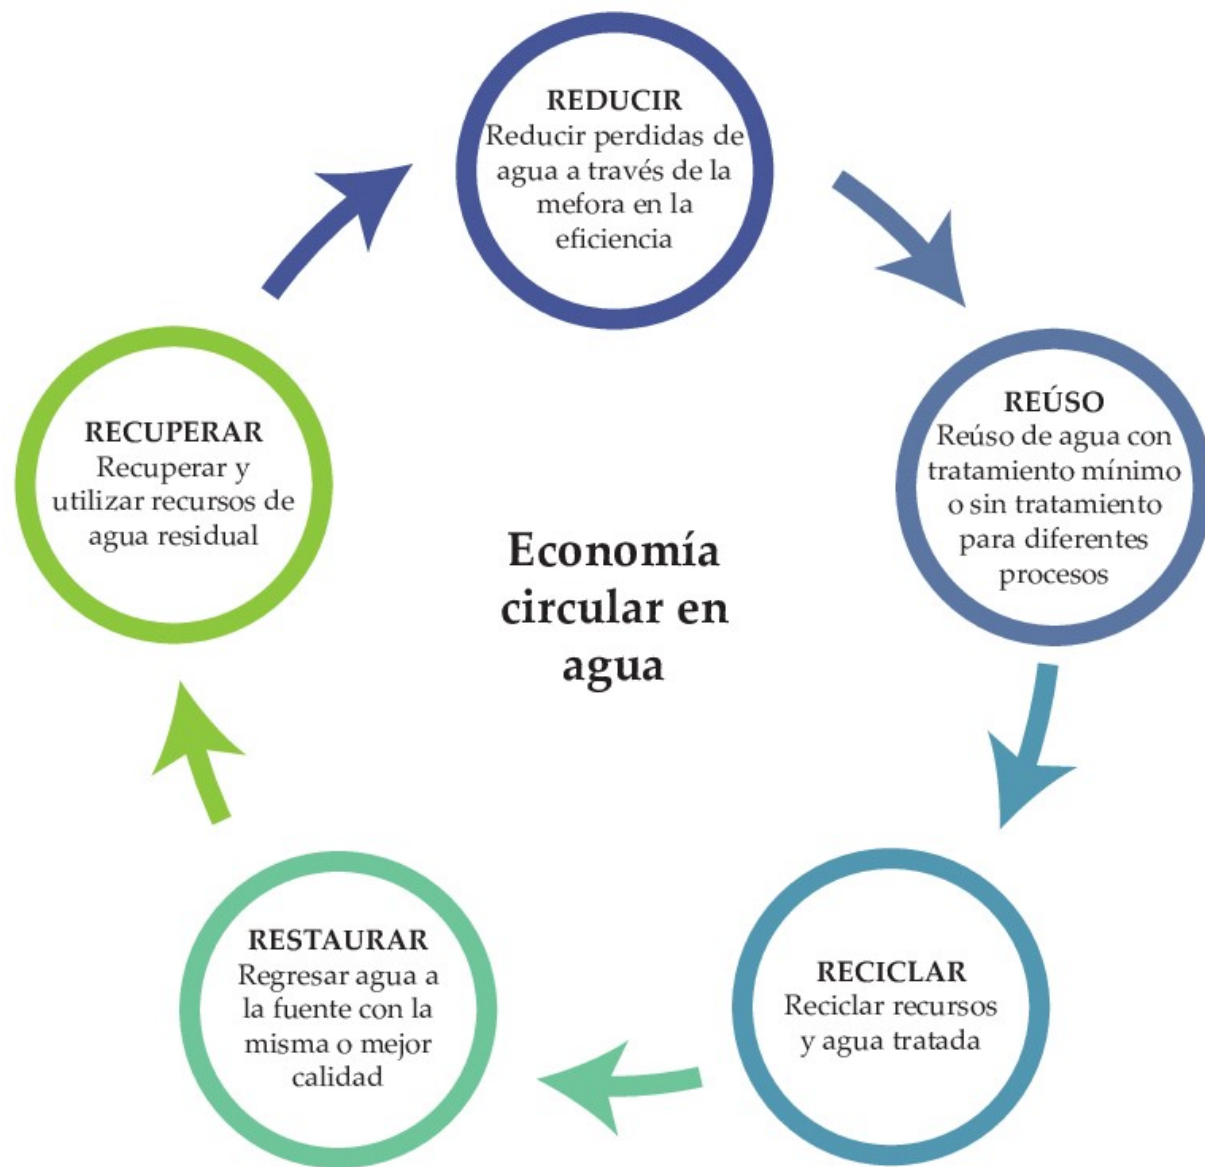 REDUCIR
Reducir perdidas de
agua a través de la
mefora en la
eficiencia
REÚSO
Reúso de agua con
tratamiento mínimo
o sin tratamiento
para diferentes
procesos
RECICLAR
Reciclar recursos
y agua tratada
RESTAURAR
Regresar agua a
la fuente con la
misma o mejor
calidad
RECUPERAR
Recuperar y
utilizar recursos de
agua residual
Economía
circular en
agua